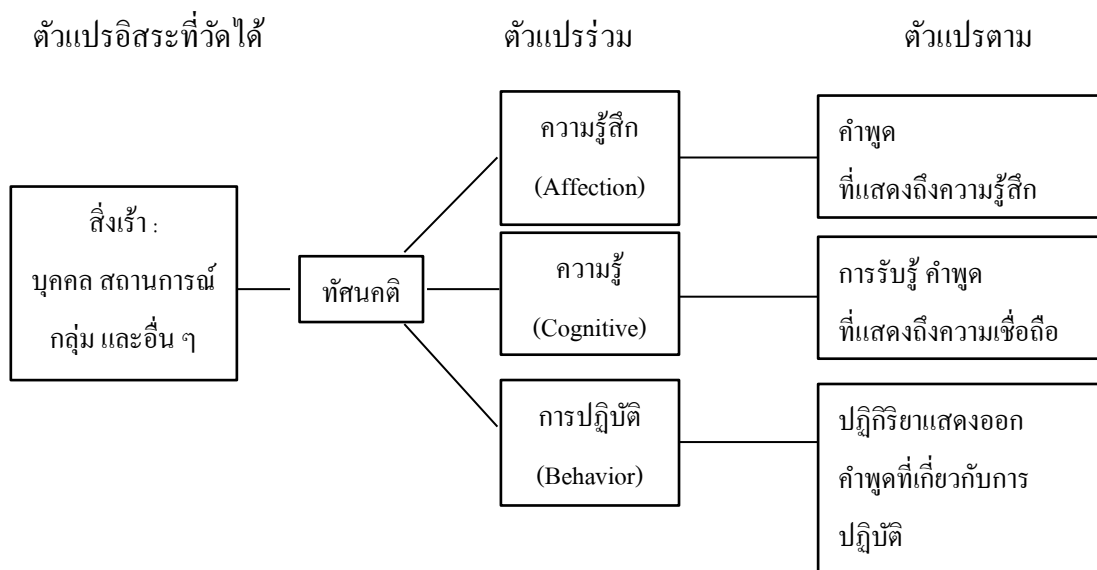 ตัวแปรอิสระที่วัดได้
ตัวแปรร่วม
ตัวแปรตาม
สิ่งเร้า :
บุคคล สถานการณ์
กลุ่ม และอื่น ๆ
ทัศนคติ
ความรู้สึก
(Affection)
ความรู้
(Cognitive)
การปฏิบัติ
(Behavior)
คำพูด
ที่แสดงถึงความรู้สึก
การรับรู้ คำพูด
ที่แสดงถึงความเชื่อถือ
ปฏิกิริยาแสดงออก
คำพูดที่เกี่ยวกับการ
ปฏิบัติ